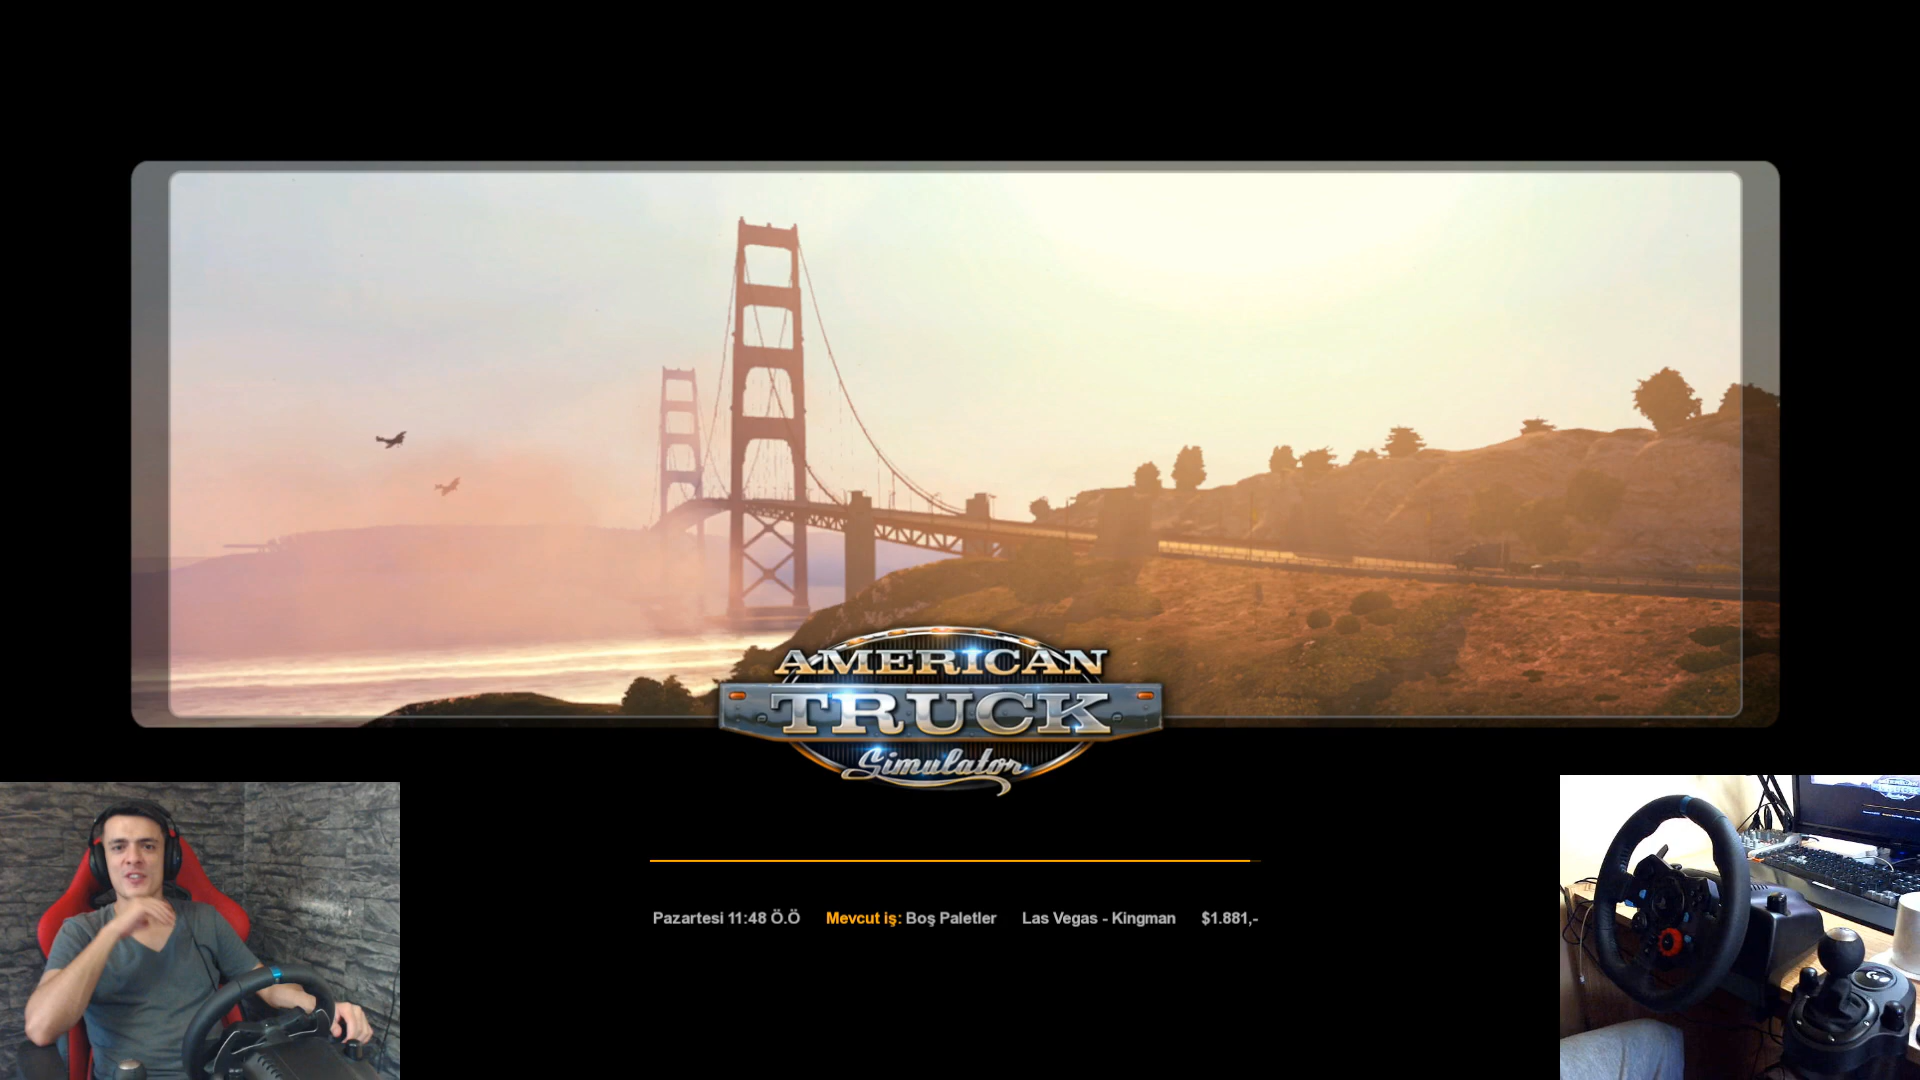 AMERICAN
TRUCK
Simulator
Pazartesi 11:48 Ö.Ö Mevcut iş: Boş Paletler Las Vegas - Kingman $1.881,-